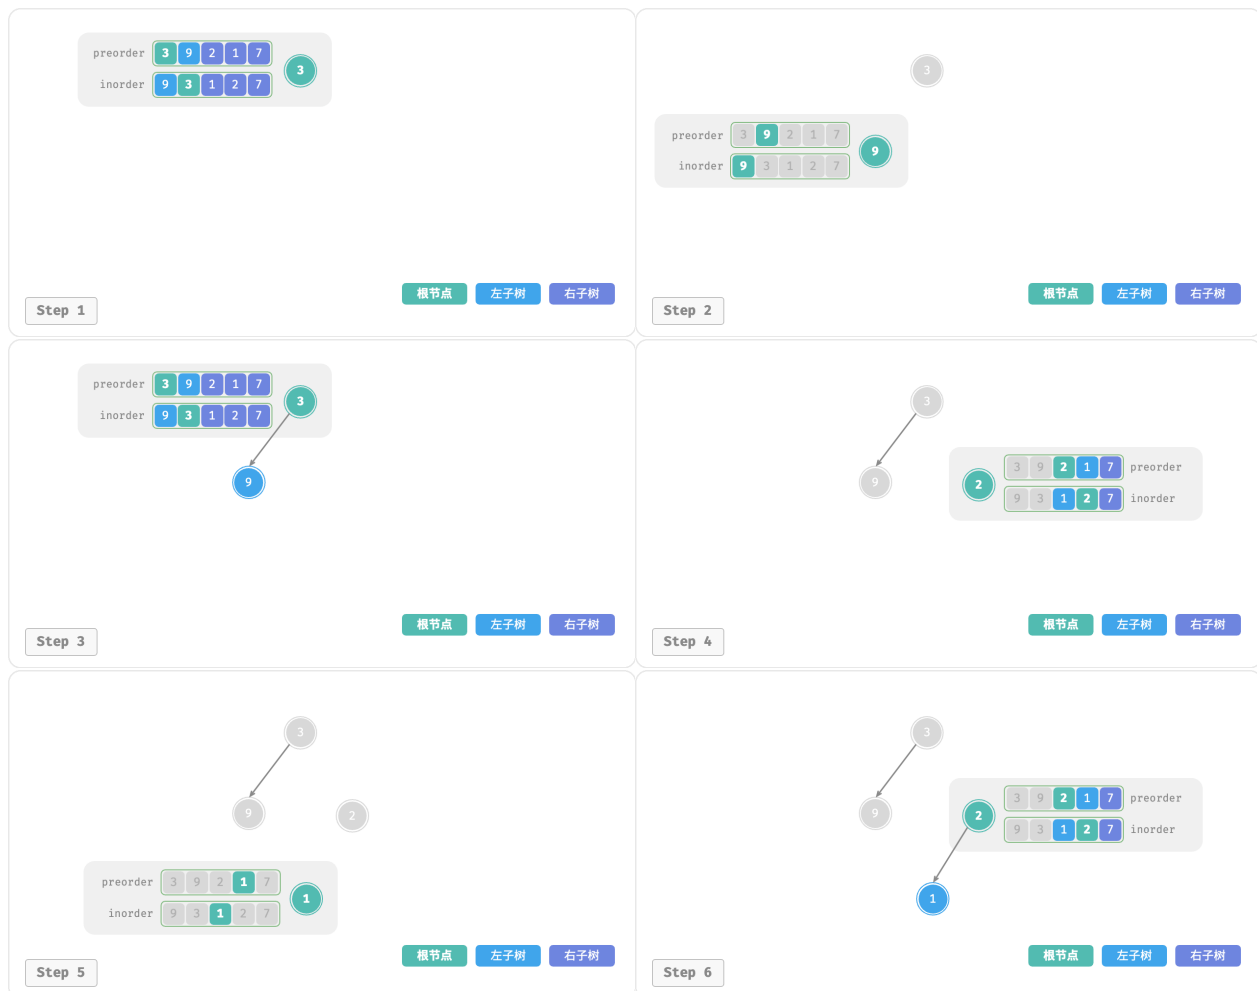 preorder 3 9 2 1 7
inorder 9 3 1 2 7
3
根节点 左子树 右子树
Step 1
3
preorder 3 9 2 1 7
inorder 9 3 1 2 7
9
根节点 左子树 右子树
Step 2
preorder 3 9 2 1 7
inorder 9 3 1 2 7
3
9
根节点 左子树 右子树
Step 3
3
9
2
3 9 2 1 7 preorder
9 3 1 2 7 inorder
根节点 左子树 右子树
Step 4
3
9
2
preorder 3 9 2 1 7
inorder 9 3 1 2 7
1
根节点 左子树 右子树
Step 5
3
9
2
3 9 2 1 7 preorder
9 3 1 2 7 inorder
1
根节点 左子树 右子树
Step 6